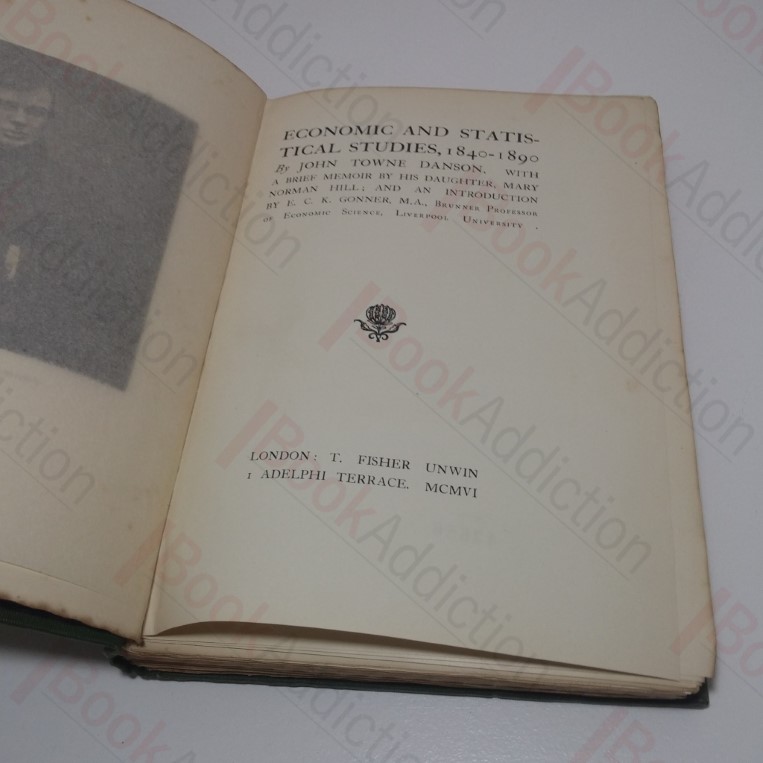 ECONOMIC AND STATIS-
TICAL STUDIES, 1840-1890
By JOHN TOWNE DANSON. WITH
A BRIEF MEMOIR BY HIS DAUGHTER, MARY
NORMAN HILL; AND AN INTRODUCTION
BY E. C. K. GONNER, M.A., BRUNNER PROFESSOR
OF ECONOMIC SCIENCE, LIVERPOOL UNIVERSITY .
LONDON: T. FISHER UNWIN
1 ADELPHI TERRACE. MCMVI
BookAddiction